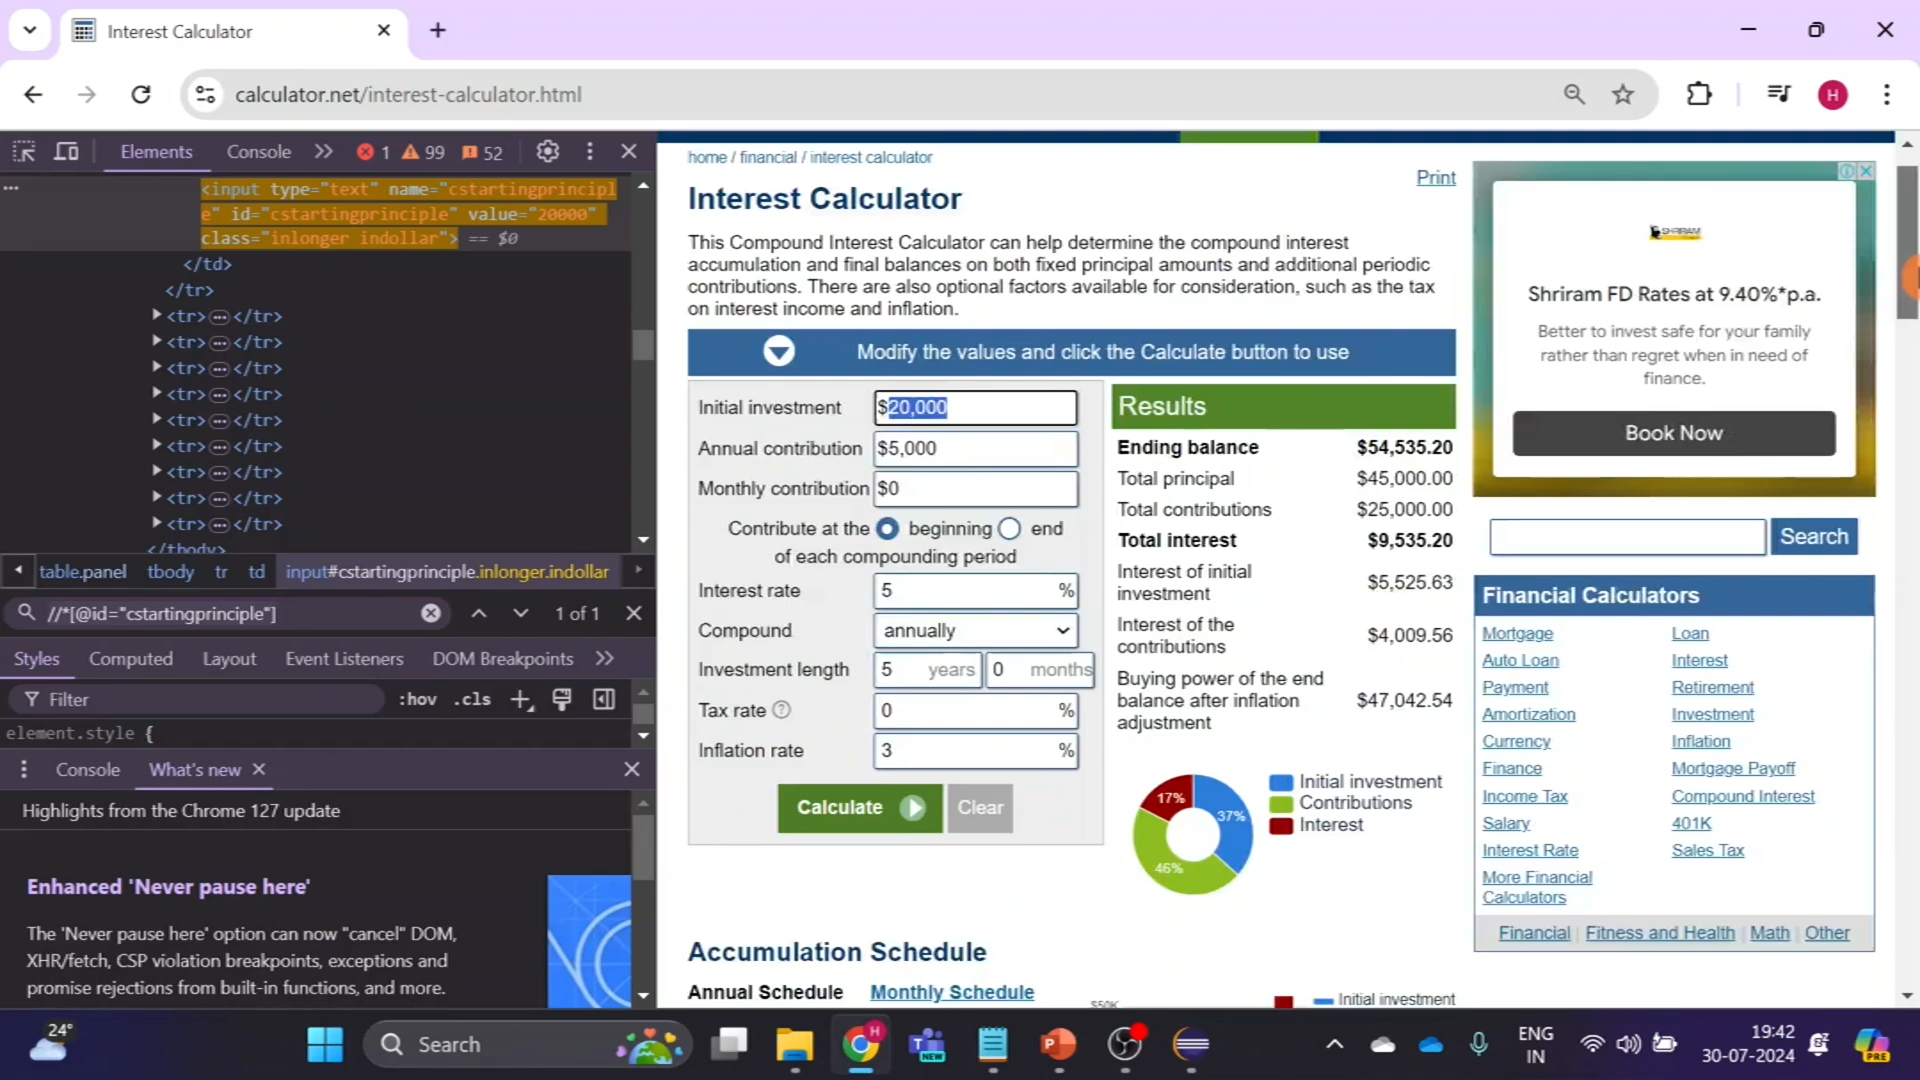 Interest Calculator
calculator.net/interest-calculator.html
H
Elements
Console
1
99
52
<input type="text" name="cstartingprincipl
e" id="cstartingprinciple" value="20000"
class="inlonger indollar"> == $0
</td>
</tr>
<tr> </tr>
<tr> </tr>
<tr> </tr>
<tr> </tr>
<tr> </tr>
<tr> </tr>
<tr> </tr>
<tr> </tr>
<tr> </tr>
</tbody>
table.panel tbody tr td input#cstartingprinciple.inlonger.indollar
//*[@id="cstartingprinciple"]
1 of 1
Styles Computed Layout Event Listeners DOM Breakpoints
Filter
:hov .cls
element.style {
Console What's new
Highlights from the Chrome 127 update
Enhanced 'Never pause here'
The 'Never pause here' option can now "cancel" DOM,
XHR/fetch, CSP violation breakpoints, exceptions and
promise rejections from built-in functions, and more.
home / financial / interest calculator
Interest Calculator
Print
This Compound Interest Calculator can help determine the compound interest
accumulation and final balances on both fixed principal amounts and additional periodic
contributions. There are also optional factors available for consideration, such as the tax
on interest income and inflation.
Modify the values and click the Calculate button to use
Initial investment $20,000
Annual contribution $5,000
Monthly contribution $0
Contribute at the beginning end
of each compounding period
Interest rate 5 %
Compound annually
Investment length 5 years 0 months
Tax rate ? 0 %
Inflation rate 3 %
Calculate
Clear
Results
Ending balance $54,535.20
Total principal $45,000.00
Total contributions $25,000.00
Total interest $9,535.20
Interest of initial
investment
$5,525.63
Interest of the
contributions
$4,009.56
Buying power of the end
balance after inflation
adjustment
$47,042.54
17%
37%
46%
Initial investment
Contributions
Interest
Accumulation Schedule
Annual Schedule Monthly Schedule
$50K
Initial investment
SHRIRAM
Shriram FD Rates at 9.40%*p.a.
Better to invest safe for your family
rather than regret when in need of
finance.
Book Now
Search
Financial Calculators
Mortgage Loan
Auto Loan Interest
Payment Retirement
Amortization Investment
Currency Inflation
Finance Mortgage Payoff
Income Tax Compound Interest
Salary 401K
Interest Rate Sales Tax
More Financial
Calculators
Financial | Fitness and Health | Math | Other
24°
Search
H
NEW
ENG
IN
19:42
30-07-2024
PRE